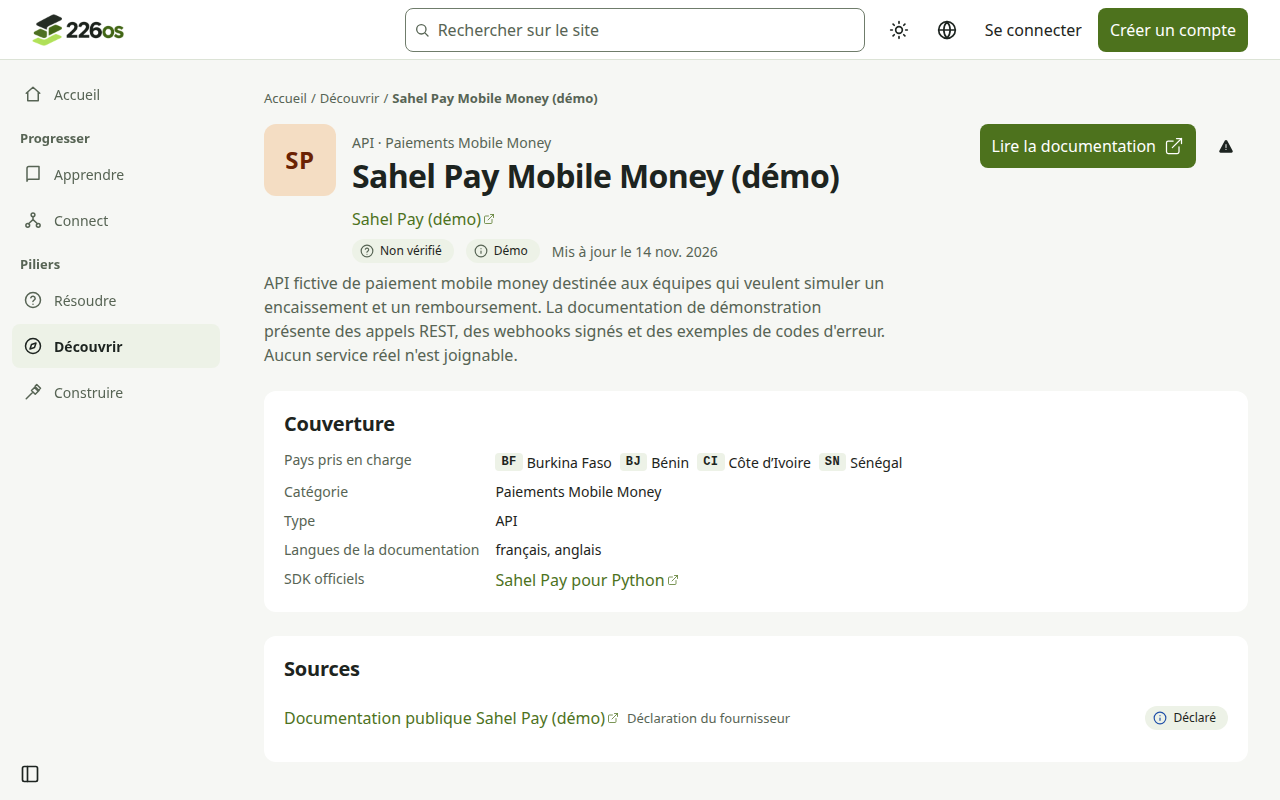 226os
Rechercher sur le site
Se connecter
Créer un compte
Accueil
Progresser
Apprendre
Connect
Piliers
Résoudre
Découvrir
Construire
Accueil / Découvrir / Sahel Pay Mobile Money (démo)
SP
API · Paiements Mobile Money
Sahel Pay Mobile Money (démo)
Sahel Pay (démo)
Non vérifié
Démo
Mis à jour le 14 nov. 2026
Lire la documentation
API fictive de paiement mobile money destinée aux équipes qui veulent simuler un
encaissement et un remboursement. La documentation de démonstration
présente des appels REST, des webhooks signés et des exemples de codes d'erreur.
Aucun service réel n'est joignable.
Couverture
Pays pris en charge
BF Burkina Faso BJ Bénin CI Côte d’Ivoire SN Sénégal
Catégorie
Paiements Mobile Money
Type
API
Langues de la documentation
français, anglais
SDK officiels
Sahel Pay pour Python
Sources
Documentation publique Sahel Pay (démo) Déclaration du fournisseur
Déclaré